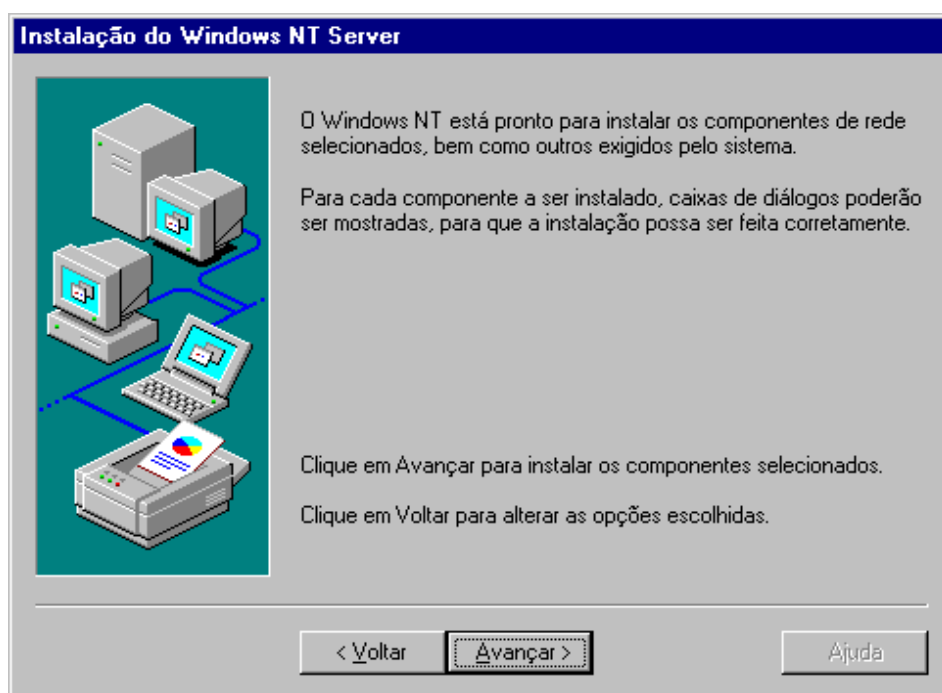 Instalação do Windows NT Server
O Windows NT está pronto para instalar os componentes de rede
selecionados, bem como outros exigidos pelo sistema.
Para cada componente a ser instalado, caixas de diálogos poderão
ser mostradas, para que a instalação possa ser feita corretamente.
Clique em Avançar para instalar os componentes selecionados.
Clique em Voltar para alterar as opções escolhidas.
< Voltar
Avançar >
Ajuda